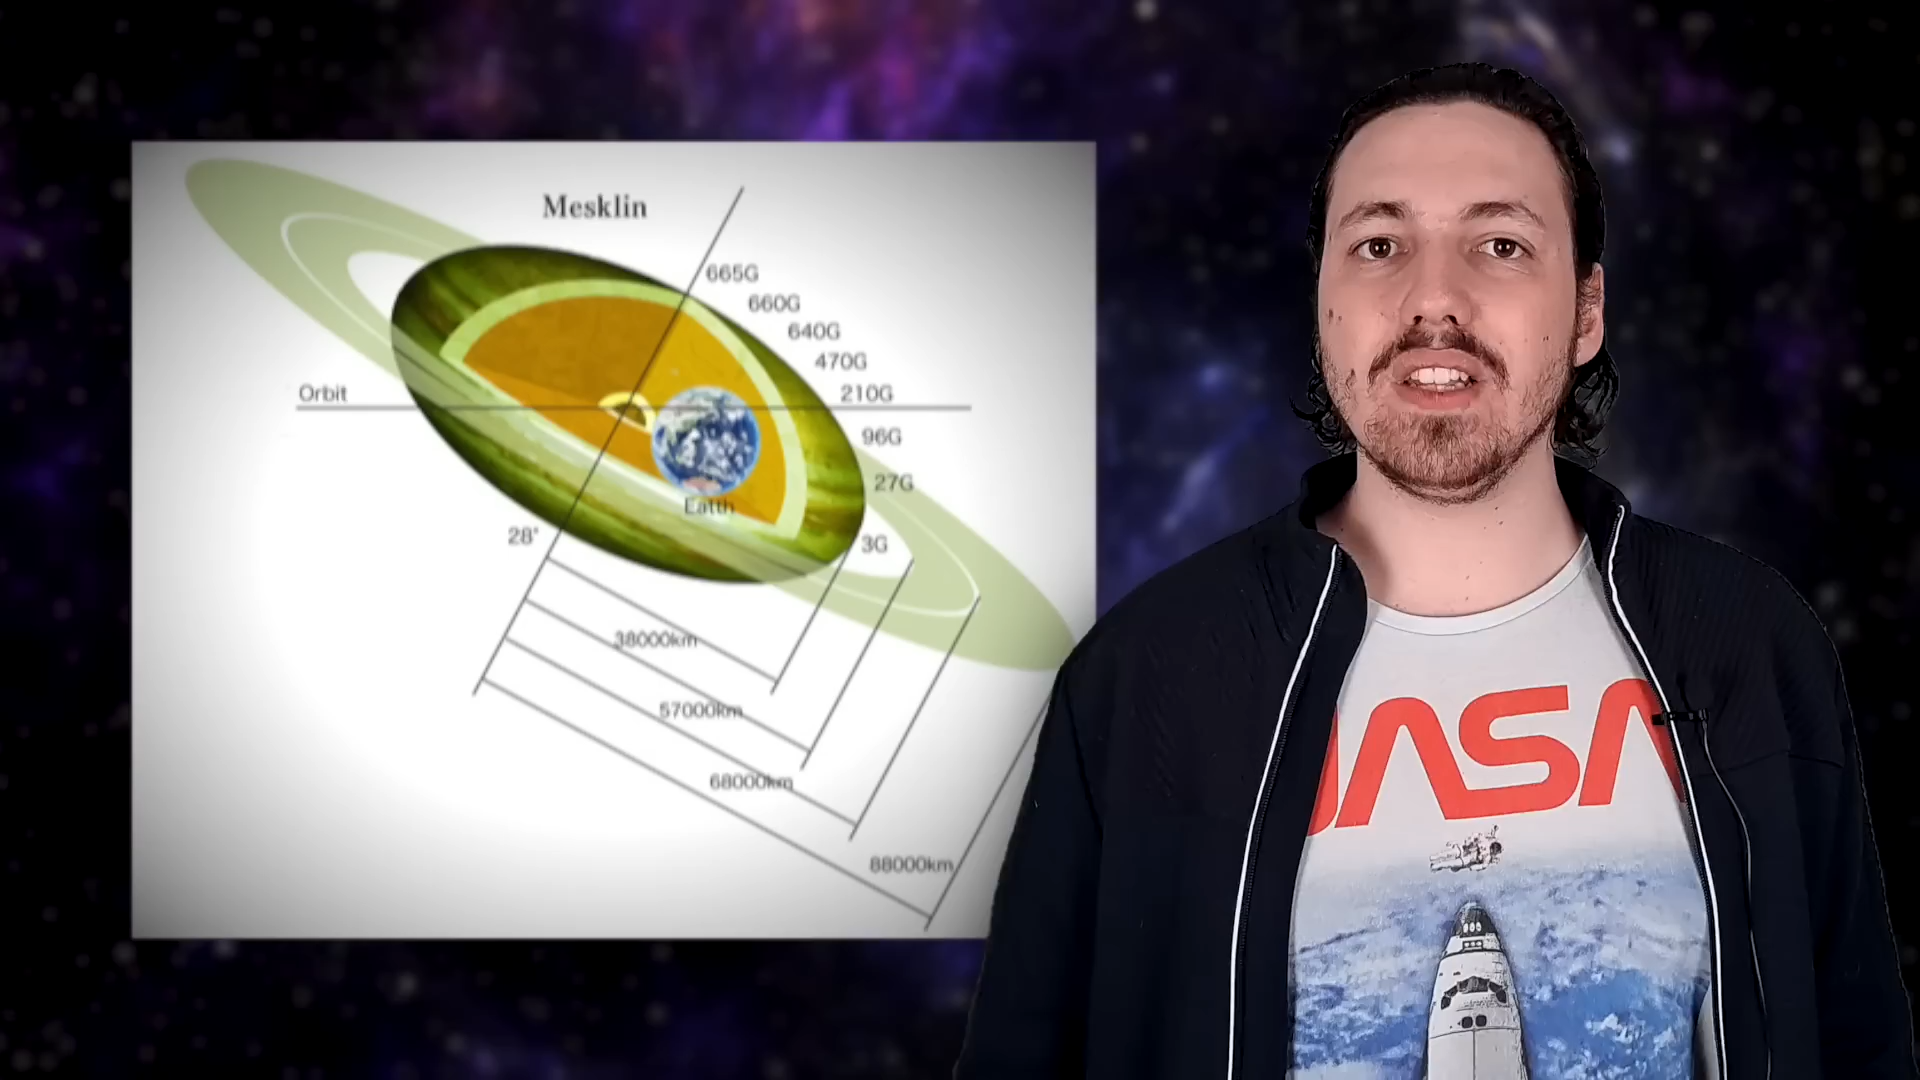 Mesklin
665G
660G
640G
470G
Orbit
210G
96G
27G
Eatth
28°
3G
38000km
57000km
68000km
88000km
NASA